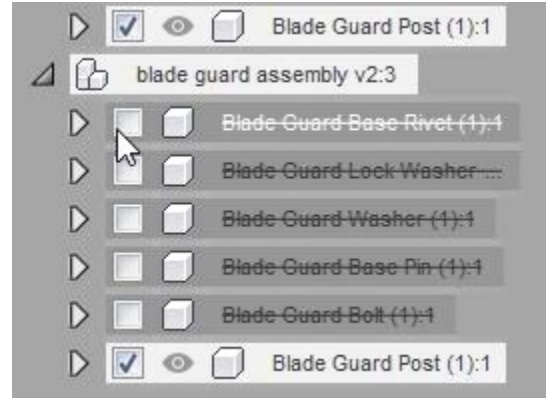 Blade Guard Post (1):1
blade guard assembly v2:3
Blade Guard Base Rivet (1):1
Blade Guard Lock Washer ...
Blade Guard Washer (1):1
Blade Guard Base Pin (1):1
Blade Guard Bolt (1):1
Blade Guard Post (1):1